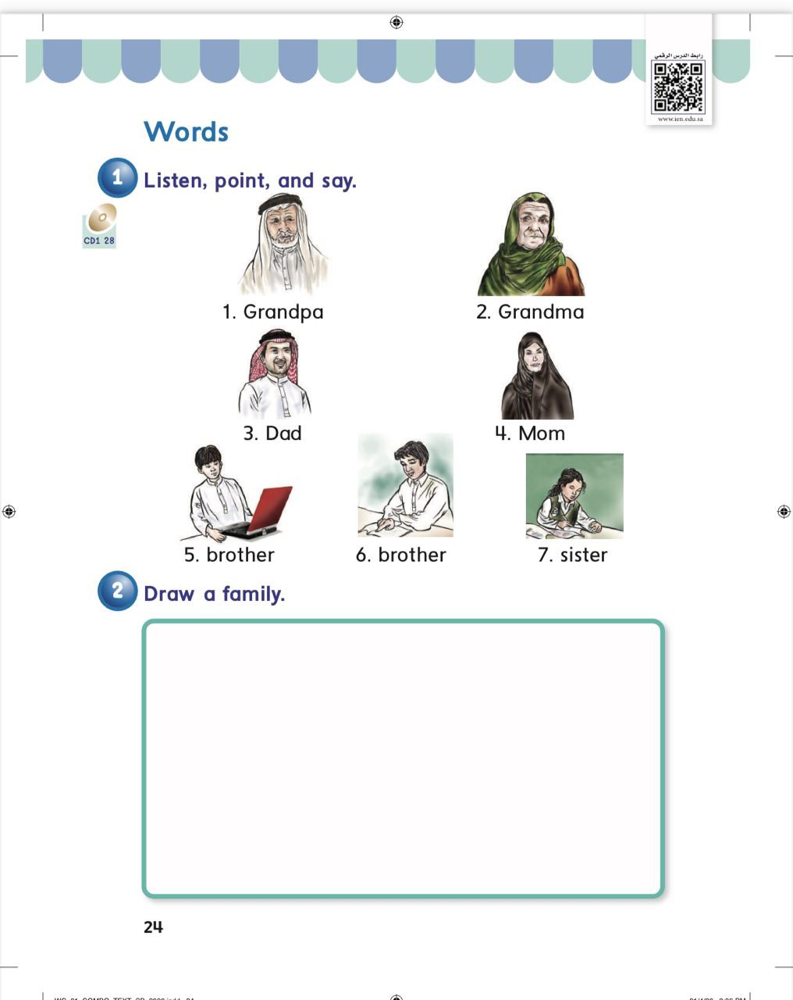 رابط الدرس الرقمي
www.ien.edu.sa
Words
1 Listen, point, and say.
CD1 28
1. Grandpa
2. Grandma
3. Dad
4. Mom
5. brother
6. brother
7. sister
2 Draw a family.
24